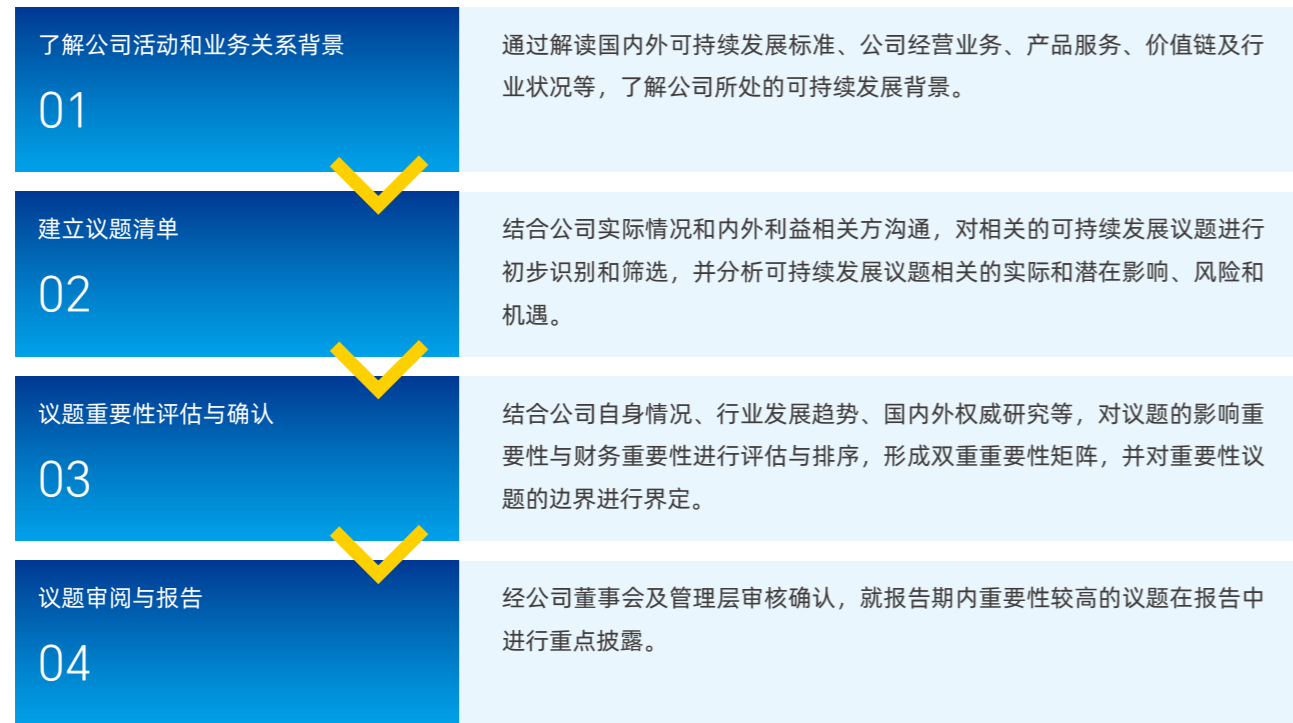 了解公司活动和业务关系背景
01
通过解读国内外可持续发展标准、公司经营业务、产品服务、价值链及行
业状况等，了解公司所处的可持续发展背景。
建立议题清单
02
结合公司实际情况和内外利益相关方沟通，对相关的可持续发展议题进行
初步识别和筛选，并分析可持续发展议题相关的实际和潜在影响、风险和
机遇。
议题重要性评估与确认
03
结合公司自身情况、行业发展趋势、国内外权威研究等，对议题的影响重
要性与财务重要性进行评估与排序，形成双重重要性矩阵，并对重要性议
题的边界进行界定。
议题审阅与报告
04
经公司董事会及管理层审核确认，就报告期内重要性较高的议题在报告中
进行重点披露。